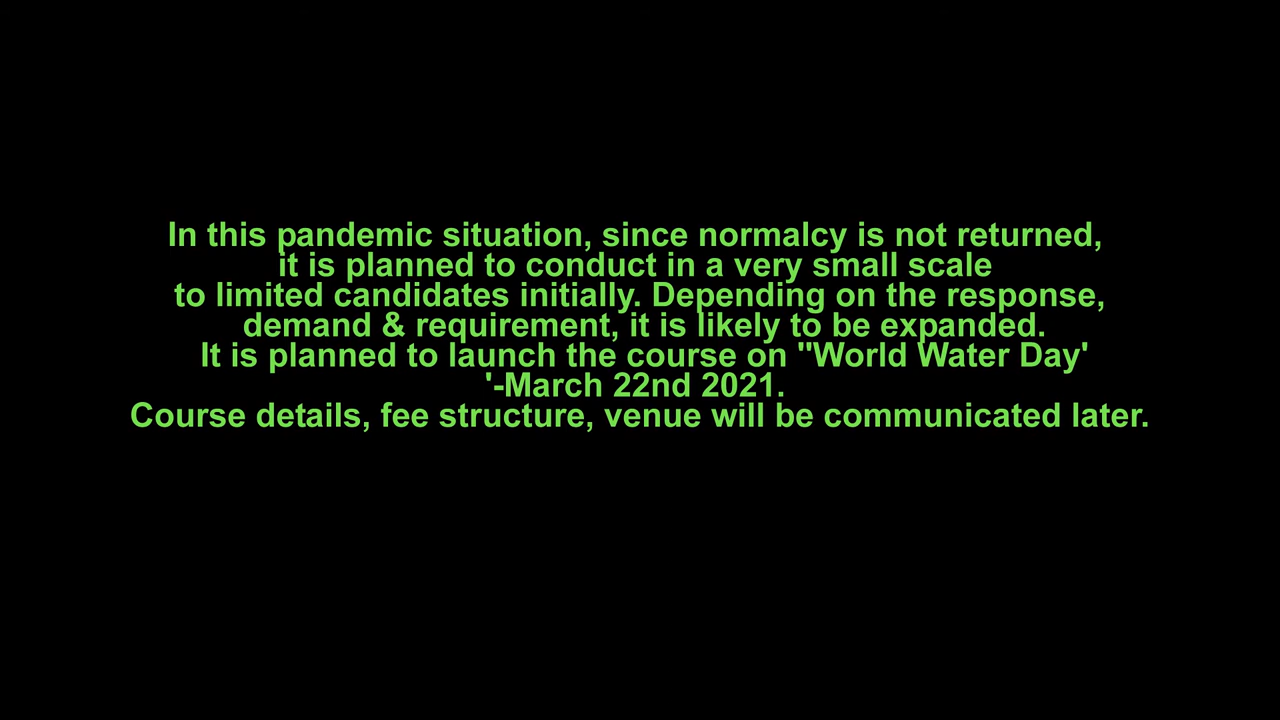 In this pandemic situation, since normalcy is not returned,
it is planned to conduct in a very small scale
to limited candidates initially. Depending on the response,
demand & requirement, it is likely to be expanded.
It is planned to launch the course on ''World Water Day'
'-March 22nd 2021.
Course details, fee structure, venue will be communicated later.